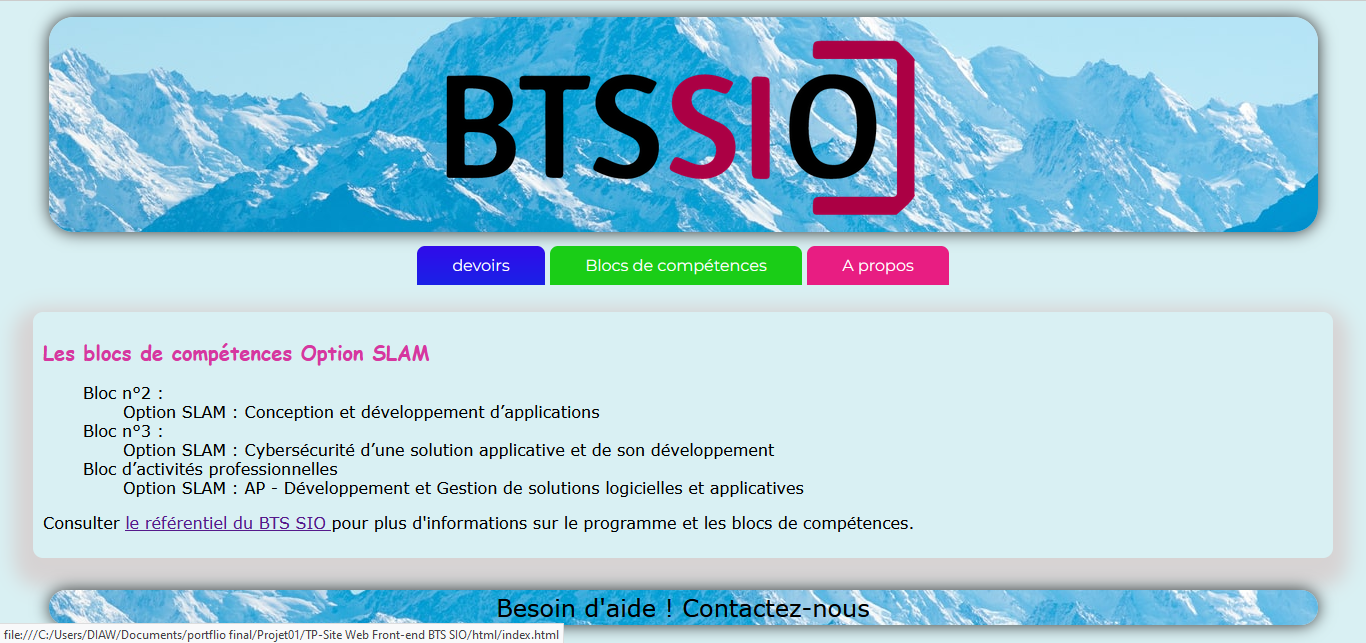 BTS SIO
devoirs
Blocs de compétences
A propos
Les blocs de compétences Option SLAM
Bloc n°2 :
Option SLAM : Conception et développement d’applications
Bloc n°3 :
Option SLAM : Cybersécurité d’une solution applicative et de son développement
Bloc d’activités professionnelles
Option SLAM : AP - Développement et Gestion de solutions logicielles et applicatives
Consulter le référentiel du BTS SIO pour plus d'informations sur le programme et les blocs de compétences.
Besoin d'aide ! Contactez-nous
file:///C:/Users/DIAW/Documents/portflio final/Projet01/TP-Site Web Front-end BTS SIO/html/index.html